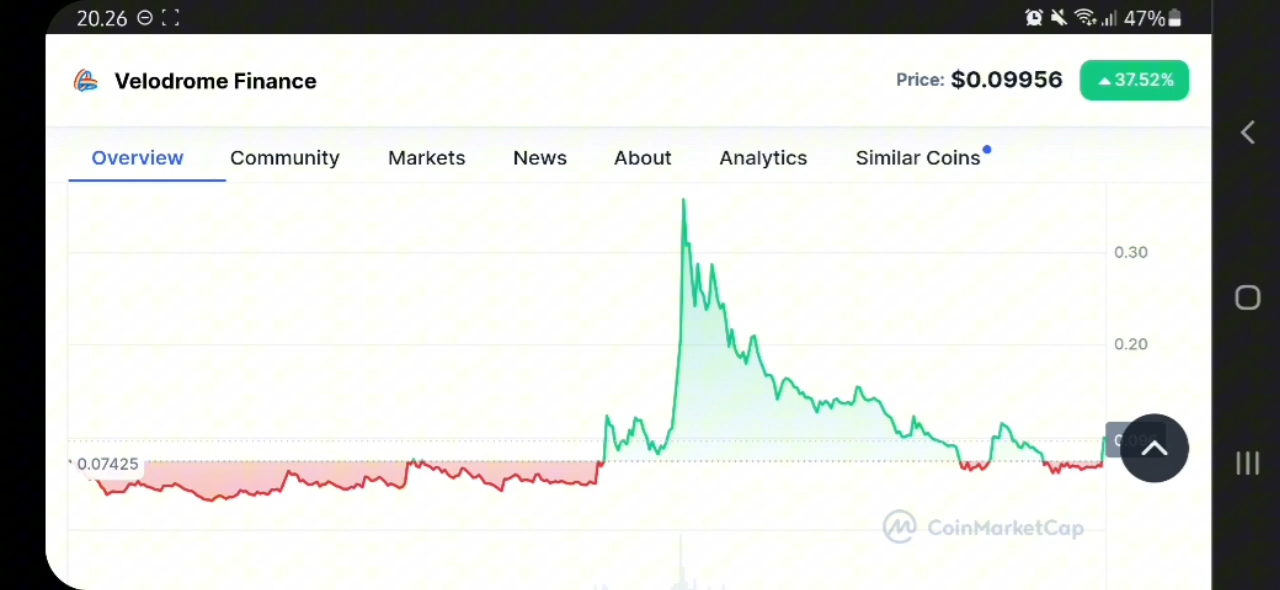 20.26 47%
Velodrome Finance Price: $0.09956 37.52%
Overview Community Markets News About Analytics Similar Coins
0.30
0.20
0.07425
CoinMarketCap